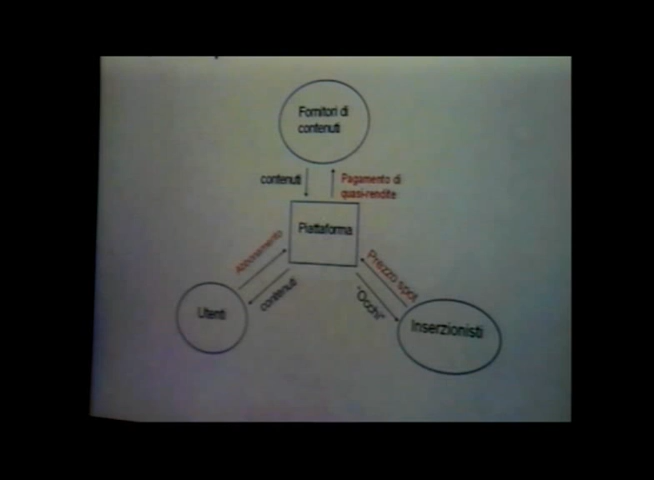 Fornitori di
contenuti
contenuti
Pagamento di
quasi-rendite
Piattaforma
Abbonamento
contenuti
Prezzo spot
"Occhi"
Utenti
Inserzionisti